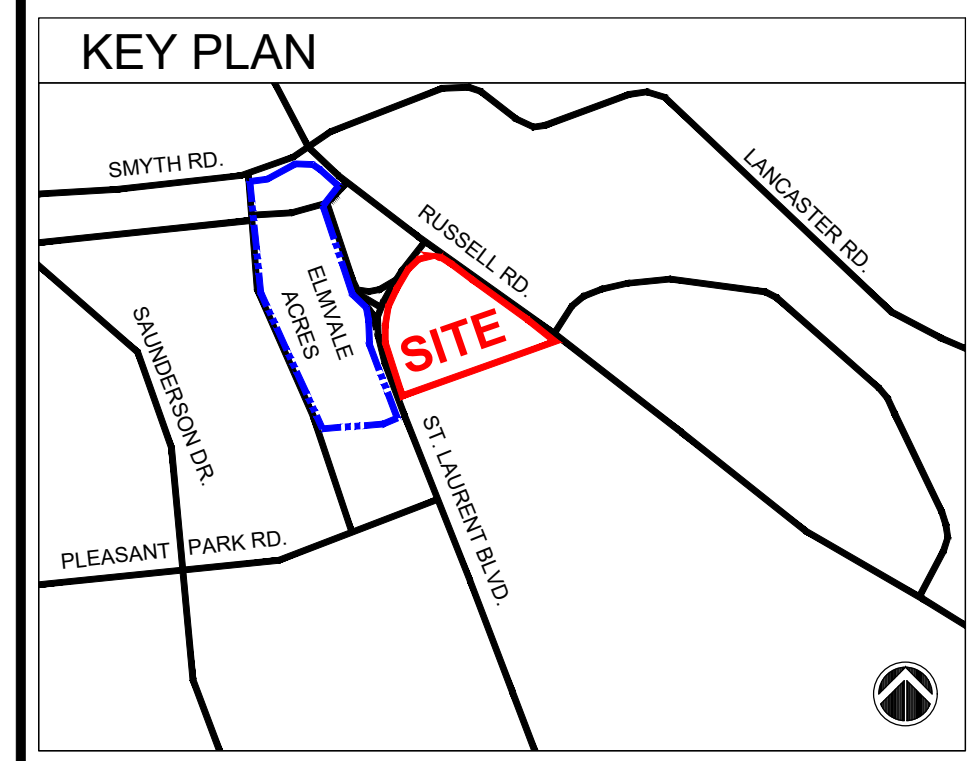 KEY PLAN
SMYTH RD.
LANCASTER RD.
RUSSELL RD.
ELMVALE
ACRES
SITE
SAUNDERSON DR.
ST. LAURENT BLVD.
PLEASANT PARK RD.